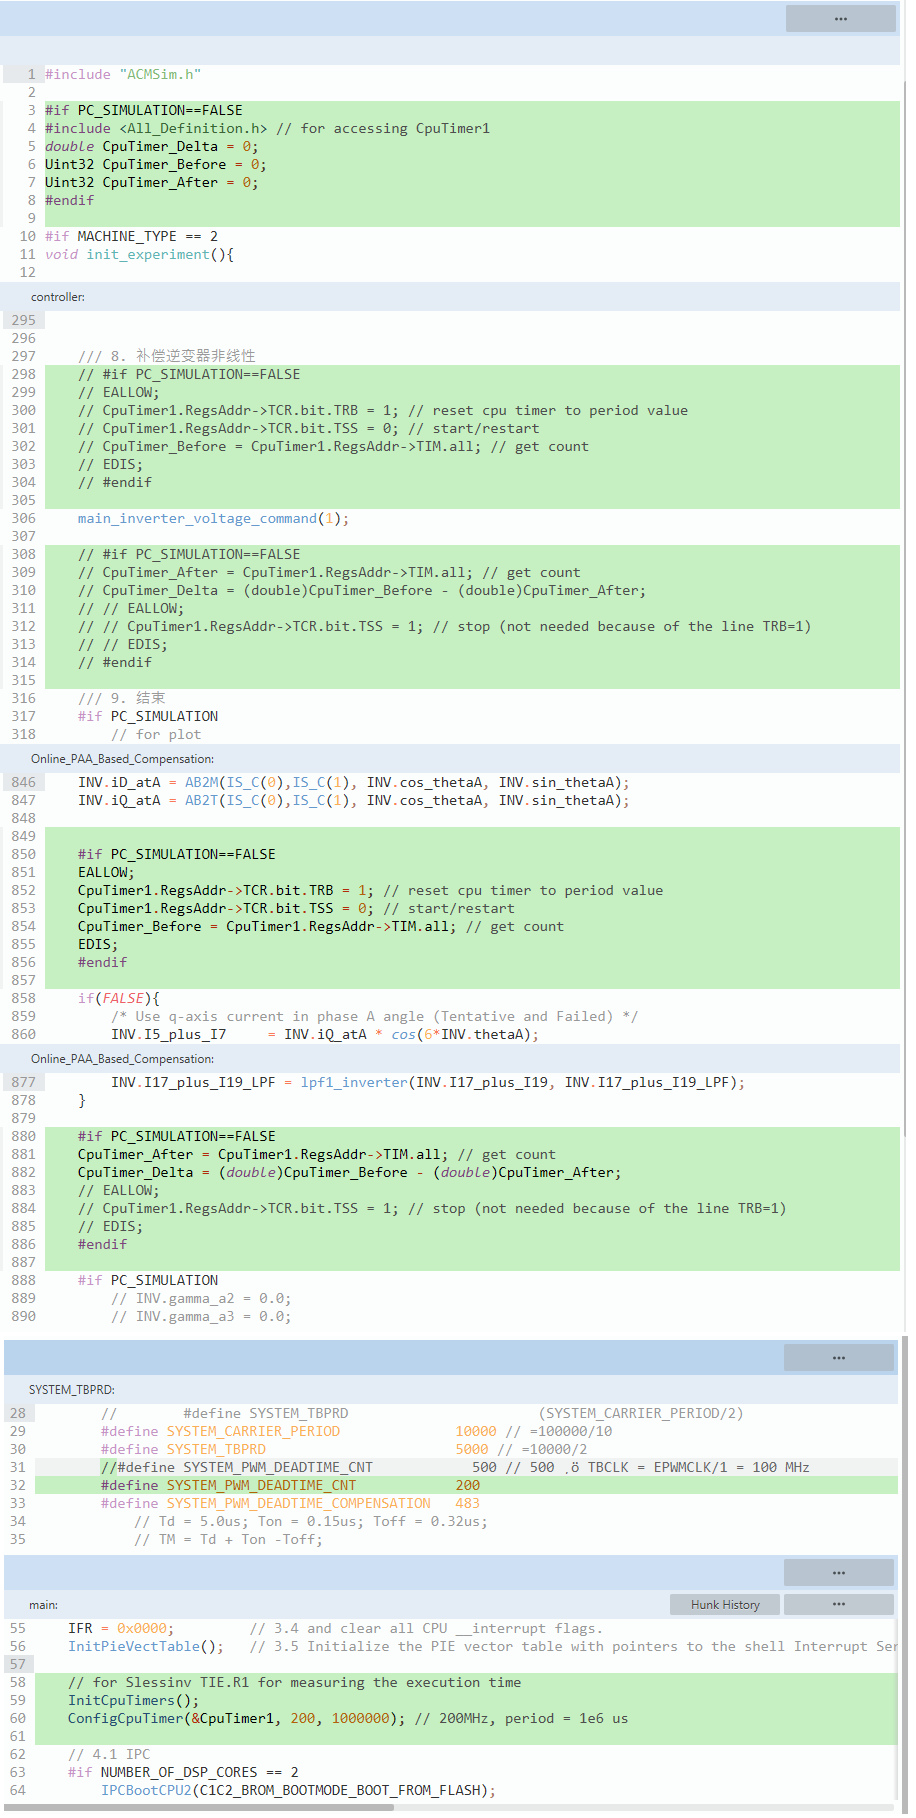 ...
1 #include "ACMSim.h"
2
3 #if PC_SIMULATION==FALSE
4 #include <All_Definition.h> // for accessing CpuTimer1
5 double CpuTimer_Delta = 0;
6 Uint32 CpuTimer_Before = 0;
7 Uint32 CpuTimer_After = 0;
8 #endif
9
10 #if MACHINE_TYPE == 2
11 void init_experiment(){
12
controller:
295
296
297 /// 8. 补偿逆变器非线性
298 // #if PC_SIMULATION==FALSE
299 // EALLOW;
300 // CpuTimer1.RegsAddr->TCR.bit.TRB = 1; // reset cpu timer to period value
301 // CpuTimer1.RegsAddr->TCR.bit.TSS = 0; // start/restart
302 // CpuTimer_Before = CpuTimer1.RegsAddr->TIM.all; // get count
303 // EDIS;
304 // #endif
305
306 main_inverter_voltage_command(1);
307
308 // #if PC_SIMULATION==FALSE
309 // CpuTimer_After = CpuTimer1.RegsAddr->TIM.all; // get count
310 // CpuTimer_Delta = (double)CpuTimer_Before - (double)CpuTimer_After;
311 // // EALLOW;
312 // // CpuTimer1.RegsAddr->TCR.bit.TSS = 1; // stop (not needed because of the line TRB=1)
313 // // EDIS;
314 // #endif
315
316 /// 9. 结束
317 #if PC_SIMULATION
318 // for plot
Online_PAA_Based_Compensation:
846 INV.iD_atA = AB2M(IS_C(0),IS_C(1), INV.cos_thetaA, INV.sin_thetaA);
847 INV.iQ_atA = AB2T(IS_C(0),IS_C(1), INV.cos_thetaA, INV.sin_thetaA);
848
849
850 #if PC_SIMULATION==FALSE
851 EALLOW;
852 CpuTimer1.RegsAddr->TCR.bit.TRB = 1; // reset cpu timer to period value
853 CpuTimer1.RegsAddr->TCR.bit.TSS = 0; // start/restart
854 CpuTimer_Before = CpuTimer1.RegsAddr->TIM.all; // get count
855 EDIS;
856 #endif
857
858 if(FALSE){
859 /* Use q-axis current in phase A angle (Tentative and Failed) */
860 INV.I5_plus_I7 = INV.iQ_atA * cos(6*INV.thetaA);
Online_PAA_Based_Compensation:
877 INV.I17_plus_I19_LPF = lpf1_inverter(INV.I17_plus_I19, INV.I17_plus_I19_LPF);
878 }
879
880 #if PC_SIMULATION==FALSE
881 CpuTimer_After = CpuTimer1.RegsAddr->TIM.all; // get count
882 CpuTimer_Delta = (double)CpuTimer_Before - (double)CpuTimer_After;
883 // EALLOW;
884 // CpuTimer1.RegsAddr->TCR.bit.TSS = 1; // stop (not needed because of the line TRB=1)
885 // EDIS;
886 #endif
887
888 #if PC_SIMULATION
889 // INV.gamma_a2 = 0.0;
890 // INV.gamma_a3 = 0.0;
...
SYSTEM_TBPRD:
28 // #define SYSTEM_TBPRD (SYSTEM_CARRIER_PERIOD/2)
29 #define SYSTEM_CARRIER_PERIOD 10000 // =100000/10
30 #define SYSTEM_TBPRD 5000 // =10000/2
31 //#define SYSTEM_PWM_DEADTIME_CNT 500 // 500 ¸ö TBCLK = EPWMCLK/1 = 100 MHz
32 #define SYSTEM_PWM_DEADTIME_CNT 200
33 #define SYSTEM_PWM_DEADTIME_COMPENSATION 483
34 // Td = 5.0us; Ton = 0.15us; Toff = 0.32us;
35 // TM = Td + Ton -Toff;
...
main: Hunk History ...
55 IFR = 0x0000; // 3.4 and clear all CPU __interrupt flags.
56 InitPieVectTable(); // 3.5 Initialize the PIE vector table with pointers to the shell Interrupt Ser
57
58 // for Slessinv TIE.R1 for measuring the execution time
59 InitCpuTimers();
60 ConfigCpuTimer(&CpuTimer1, 200, 1000000); // 200MHz, period = 1e6 us
61
62 // 4.1 IPC
63 #if NUMBER_OF_DSP_CORES == 2
64 IPCBootCPU2(C1C2_BROM_BOOTMODE_BOOT_FROM_FLASH);